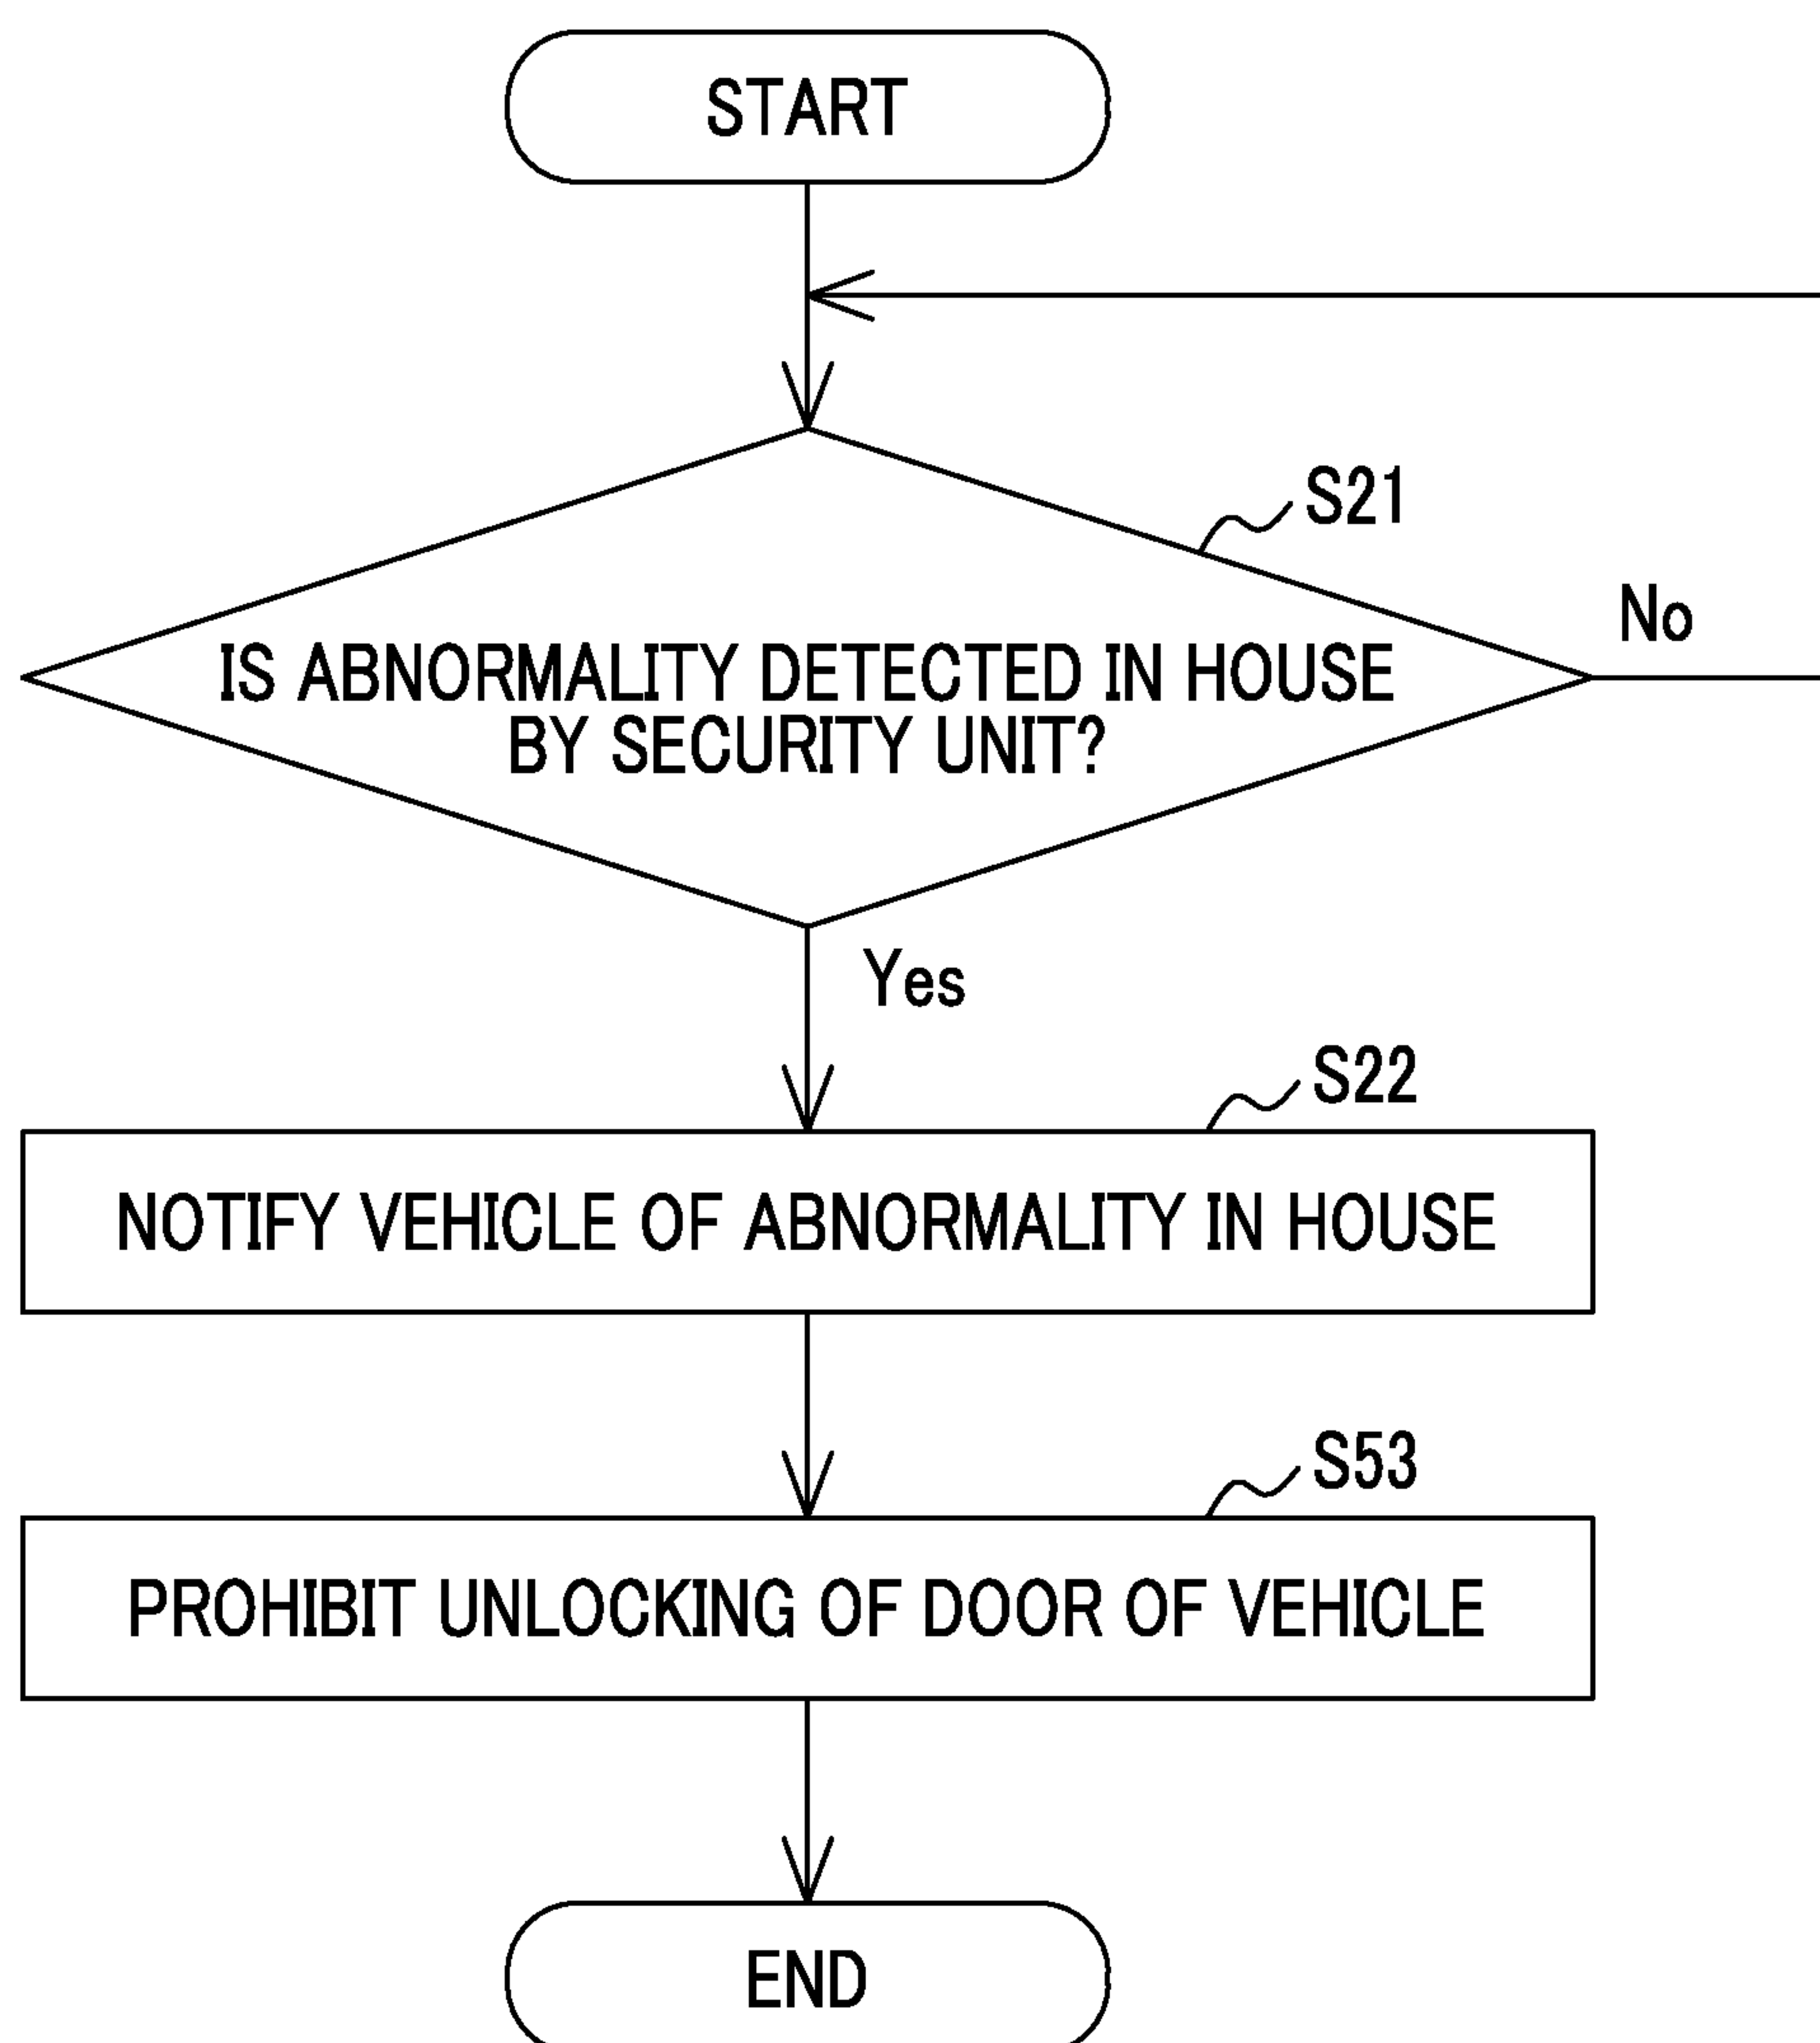 START
S21
No
IS ABNORMALITY DETECTED IN HOUSE
BY SECURITY UNIT?
Yes
S22
NOTIFY VEHICLE OF ABNORMALITY IN HOUSE
S53
PROHIBIT UNLOCKING OF DOOR OF VEHICLE
END